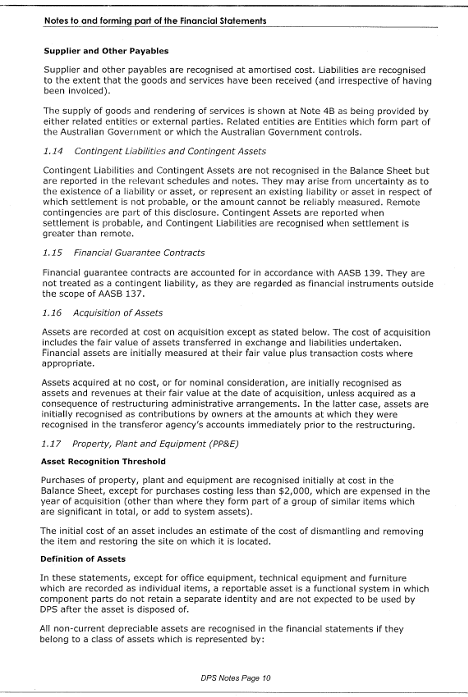 Notes to and forming part of the Financial Statements
Supplier and Other Payables
Supplier and other payables are recognised at amortised cost. Liabilities are recognised
to the extent that the goods and services have been received (and irrespective of having
been invoiced).
The supply of goods and rendering of services is shown at Note 4B as being provided by
either related entities or external parties. Related entities are Entities which form part of
the Australian Government or which the Australian Government controls.
1.14 Contingent Liabilities and Contingent Assets
Contingent Liabilities and Contingent Assets are not recognised in the Balance Sheet but
are reported in the relevant schedules and notes. They may arise from uncertainty as to
the existence of a liability or asset, or represent an existing liability or asset in respect of
which settlement is not probable, or the amount cannot be reliably measured. Remote
contingencies are part of this disclosure. Contingent Assets are reported when
settlement is probable, and Contingent Liabilities are recognised when settlement is
greater than remote.
1.15 Financial Guarantee Contracts
Financial guarantee contracts are accounted for in accordance with AASB 139. They are
not treated as a contingent liability, as they are regarded as financial instruments outside
the scope of AASB 137.
1.16 Acquisition of Assets
Assets are recorded at cost on acquisition except as stated below. The cost of acquisition
includes the fair value of assets transferred in exchange and liabilities undertaken.
Financial assets are initially measured at their fair value plus transaction costs where
appropriate.
Assets acquired at no cost, or for nominal consideration, are initially recognised as
assets and revenues at their fair value at the date of acquisition, unless acquired as a
consequence of restructuring administrative arrangements. In the latter case, assets are
initially recognised as contributions by owners at the amounts at which they were
recognised in the transferor agency's accounts immediately prior to the restructuring.
1.17 Property, Plant and Equipment (PP&E)
Asset Recognition Threshold
Purchases of property, plant and equipment are recognised initially at cost in the
Balance Sheet, except for purchases costing less than $2,000, which are expensed in the
year of acquisition (other than where they form part of a group of similar items which
are significant in total, or add to system assets).
The initial cost of an asset includes an estimate of the cost of dismantling and removing
the item and restoring the site on which it is located.
Definition of Assets
In these statements, except for office equipment, technical equipment and furniture
which are recorded as individual items, a reportable asset is a functional system in which
component parts do not retain a separate identity and are not expected to be used by
DPS after the asset is disposed of.
All non-current depreciable assets are recognised in the financial statements if they
belong to a class of assets which is represented by:
DPS Notes Page 10